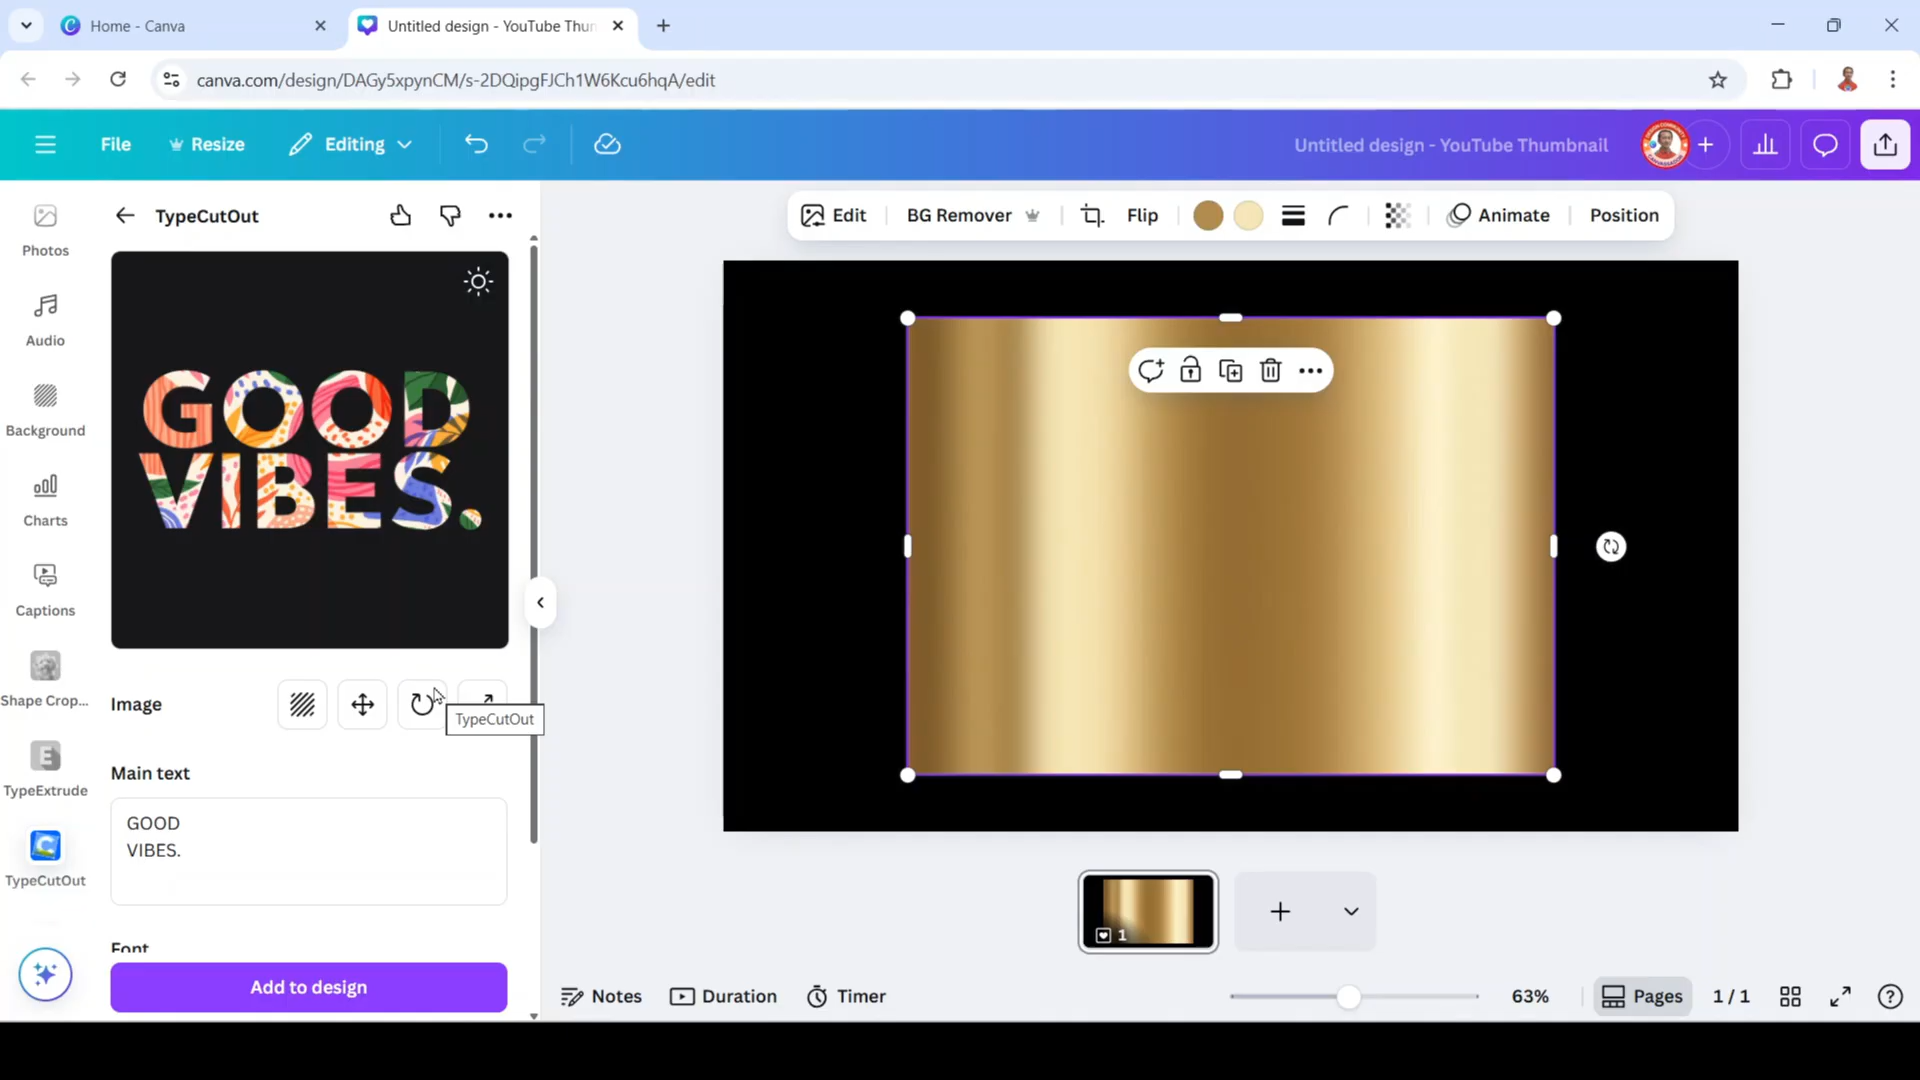 Home - Canva
Untitled design - YouTube Thun
canva.com/design/DAGy5xpynCM/s-2DQipgFJCh1W6Kcu6hqA/edit
File
Resize
Editing
Untitled design - YouTube Thumbnail
Photos
Audio
Background
Charts
Captions
Shape Crop...
TypeExtrude
TypeCutOut
TypeCutOut
GOOD
VIBES.
Image
TypeCutOut
Main text
GOOD
VIBES.
Font
Add to design
Edit
BG Remover
Flip
Animate
Position
1
Notes
Duration
Timer
63%
Pages
1 / 1